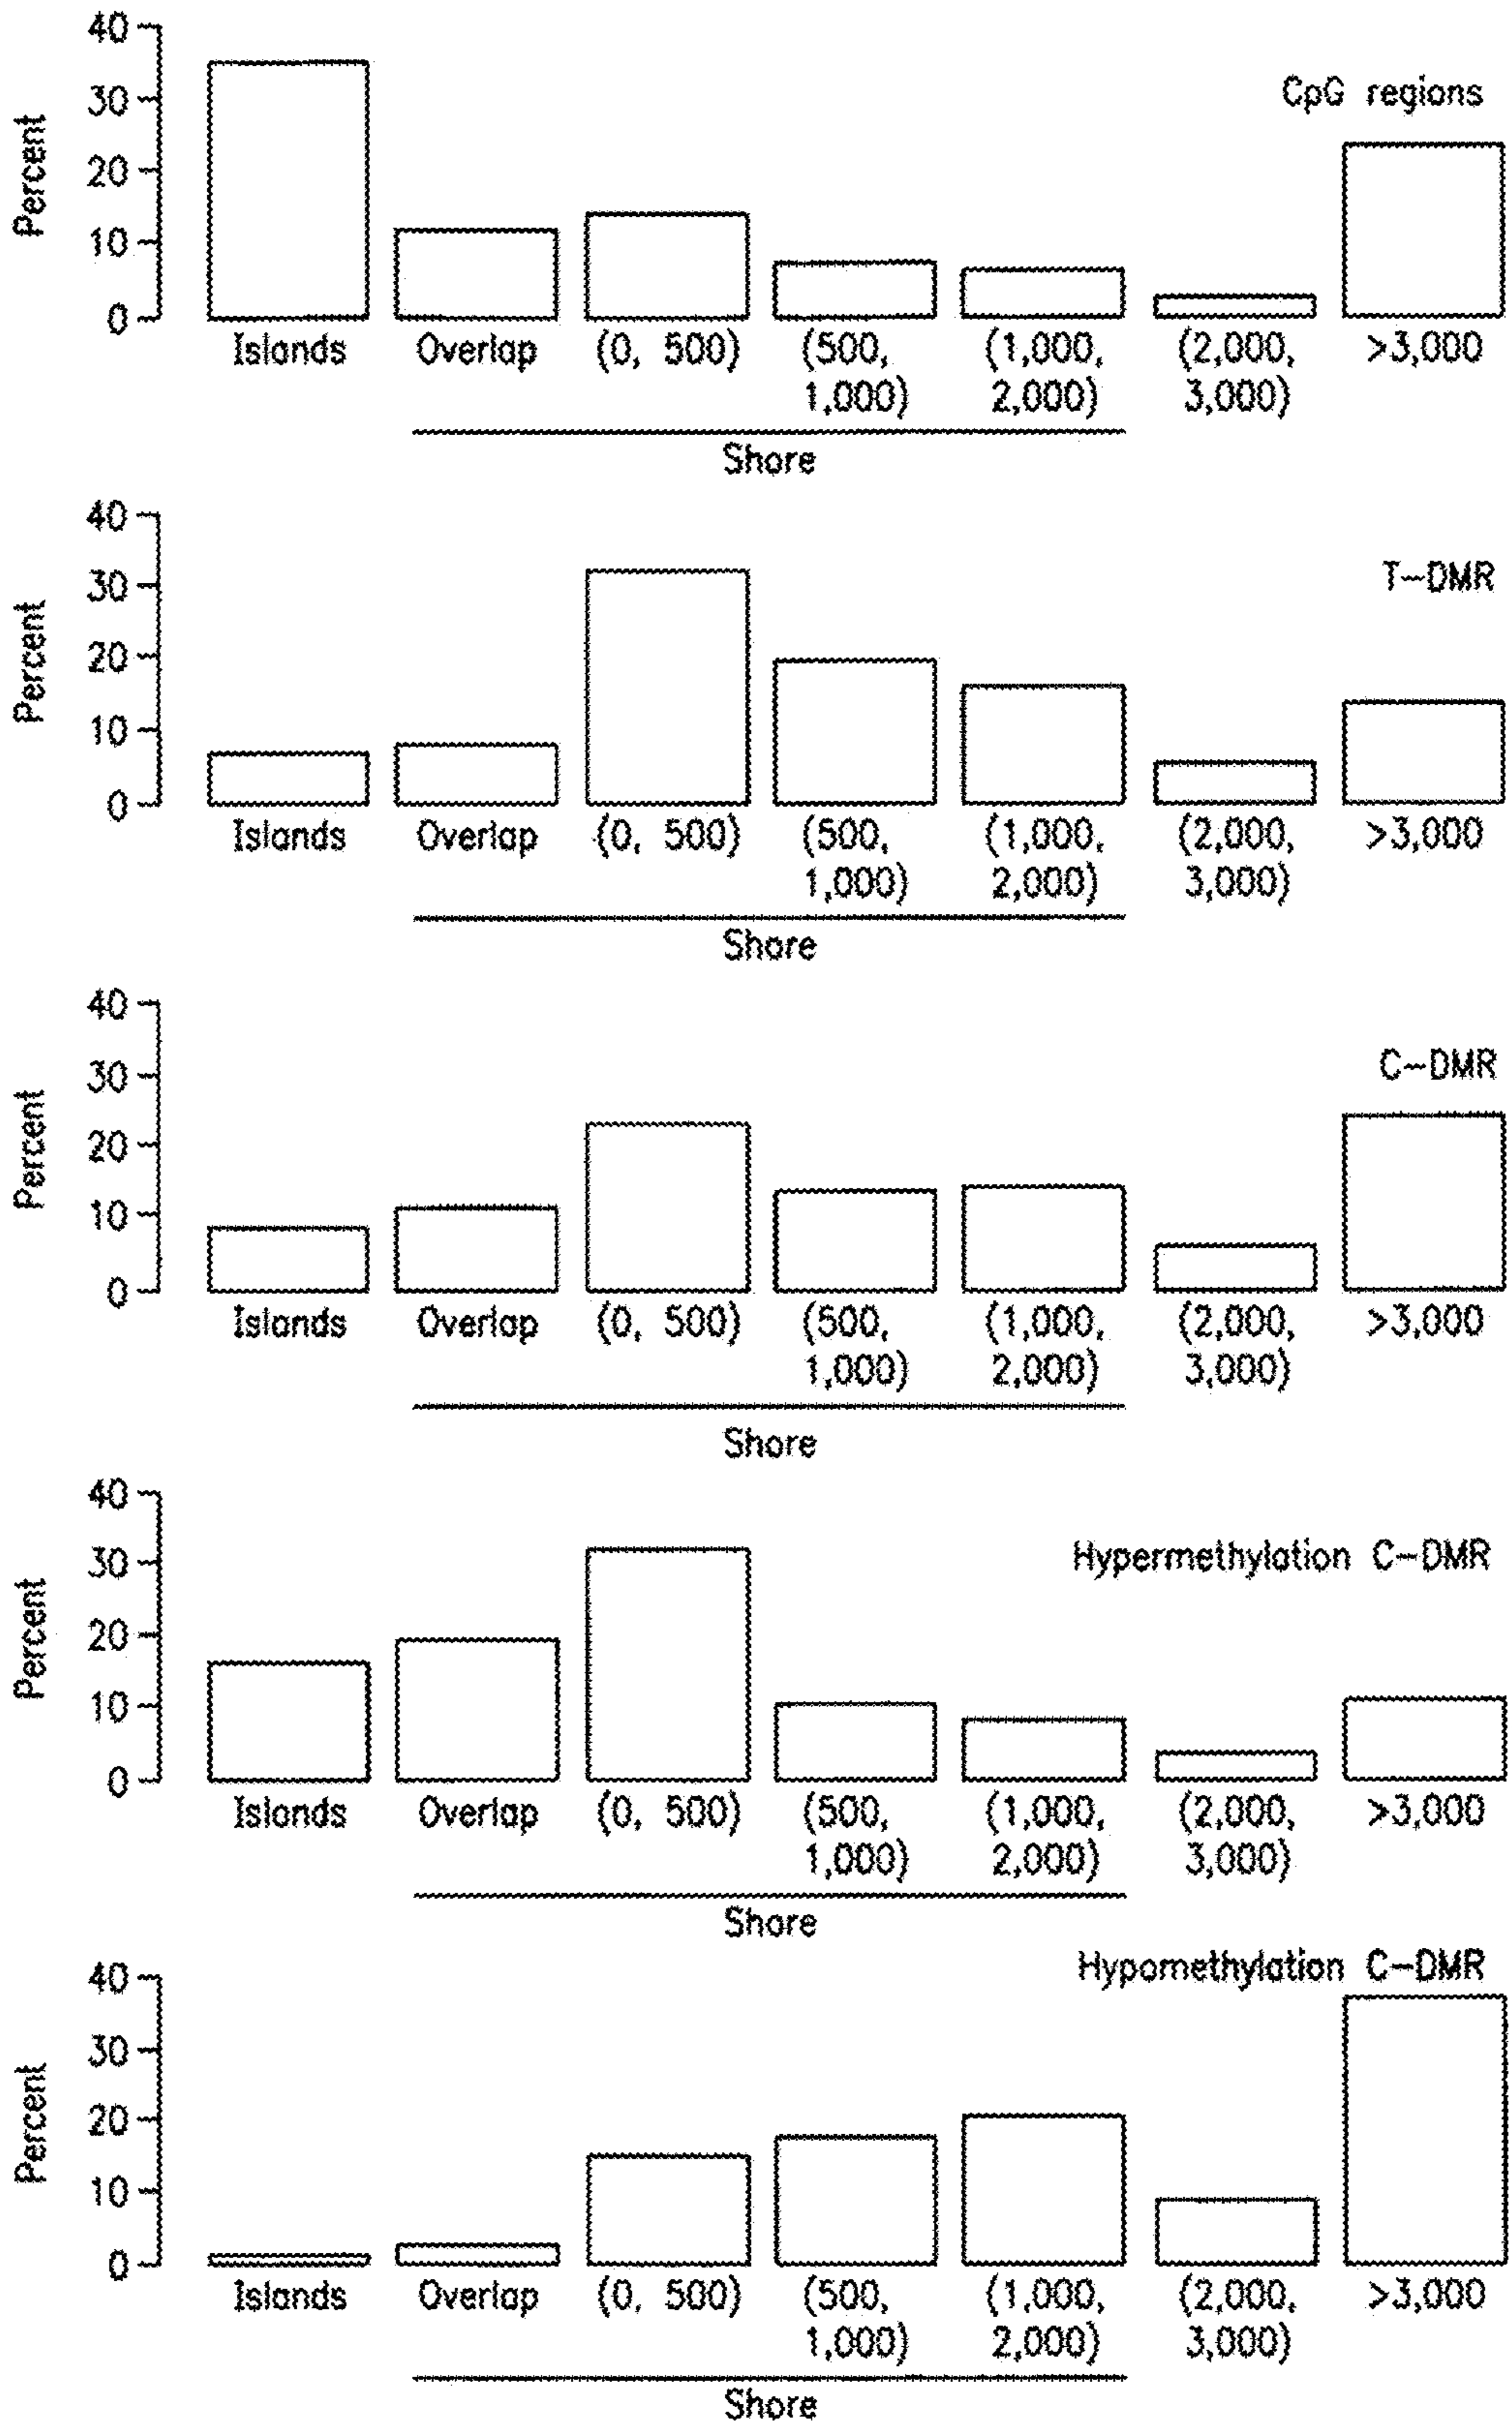 CpG regions
Percent
40
30
20
10
0
Islands Overlap (0, 500) (500, (1,000, (2,000, >3,000
1,000) 2,000) 3,000)
Shore
T-DMR
Percent
40
30
20
10
0
Islands Overlap (0, 500) (500, (1,000, (2,000, >3,000
1,000) 2,000) 3,000)
Shore
C-DMR
Percent
40
30
20
10
0
Islands Overlap (0, 500) (500, (1,000, (2,000, >3,000
1,000) 2,000) 3,000)
Shore
Hypermethylation C-DMR
Percent
40
30
20
10
0
Islands Overlap (0, 500) (500, (1,000, (2,000, >3,000
1,000) 2,000) 3,000)
Shore
Hypomethylation C-DMR
Percent
40
30
20
10
0
Islands Overlap (0, 500) (500, (1,000, (2,000, >3,000
1,000) 2,000) 3,000)
Shore